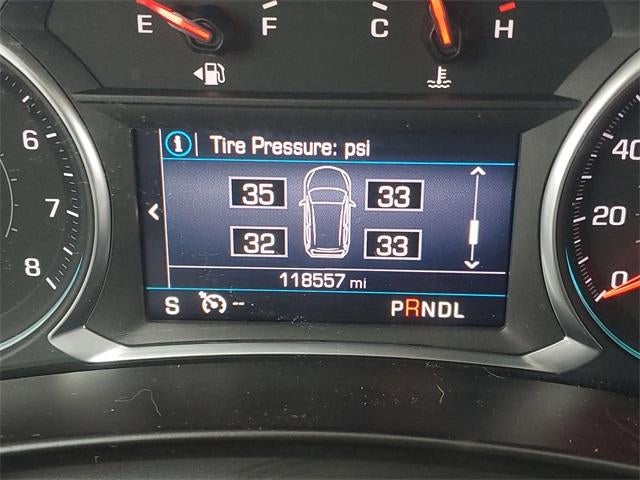 E F C H
6
7
8
i Tire Pressure: psi
35 33
32 33
118557 mi
S -- PRNDL
40
20
0